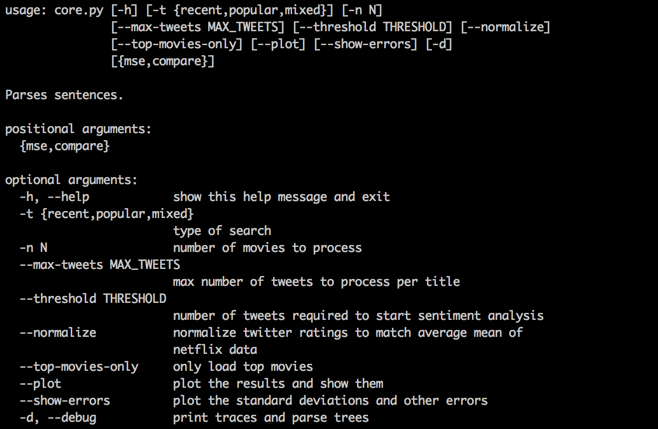 usage: core.py [-h] [-t {recent,popular,mixed}] [-n N]
               [--max-tweets MAX_TWEETS] [--threshold THRESHOLD] [--normalize]
               [--top-movies-only] [--plot] [--show-errors] [-d]
               [{mse,compare}]

Parses sentences.

positional arguments:
  {mse,compare}

optional arguments:
  -h, --help            show this help message and exit
  -t {recent,popular,mixed}
                        type of search
  -n N                  number of movies to process
  --max-tweets MAX_TWEETS
                        max number of tweets to process per title
  --threshold THRESHOLD
                        number of tweets required to start sentiment analysis
  --normalize           normalize twitter ratings to match average mean of
                        netflix data
  --top-movies-only     only load top movies
  --plot                plot the results and show them
  --show-errors         plot the standard deviations and other errors
  -d, --debug           print traces and parse trees